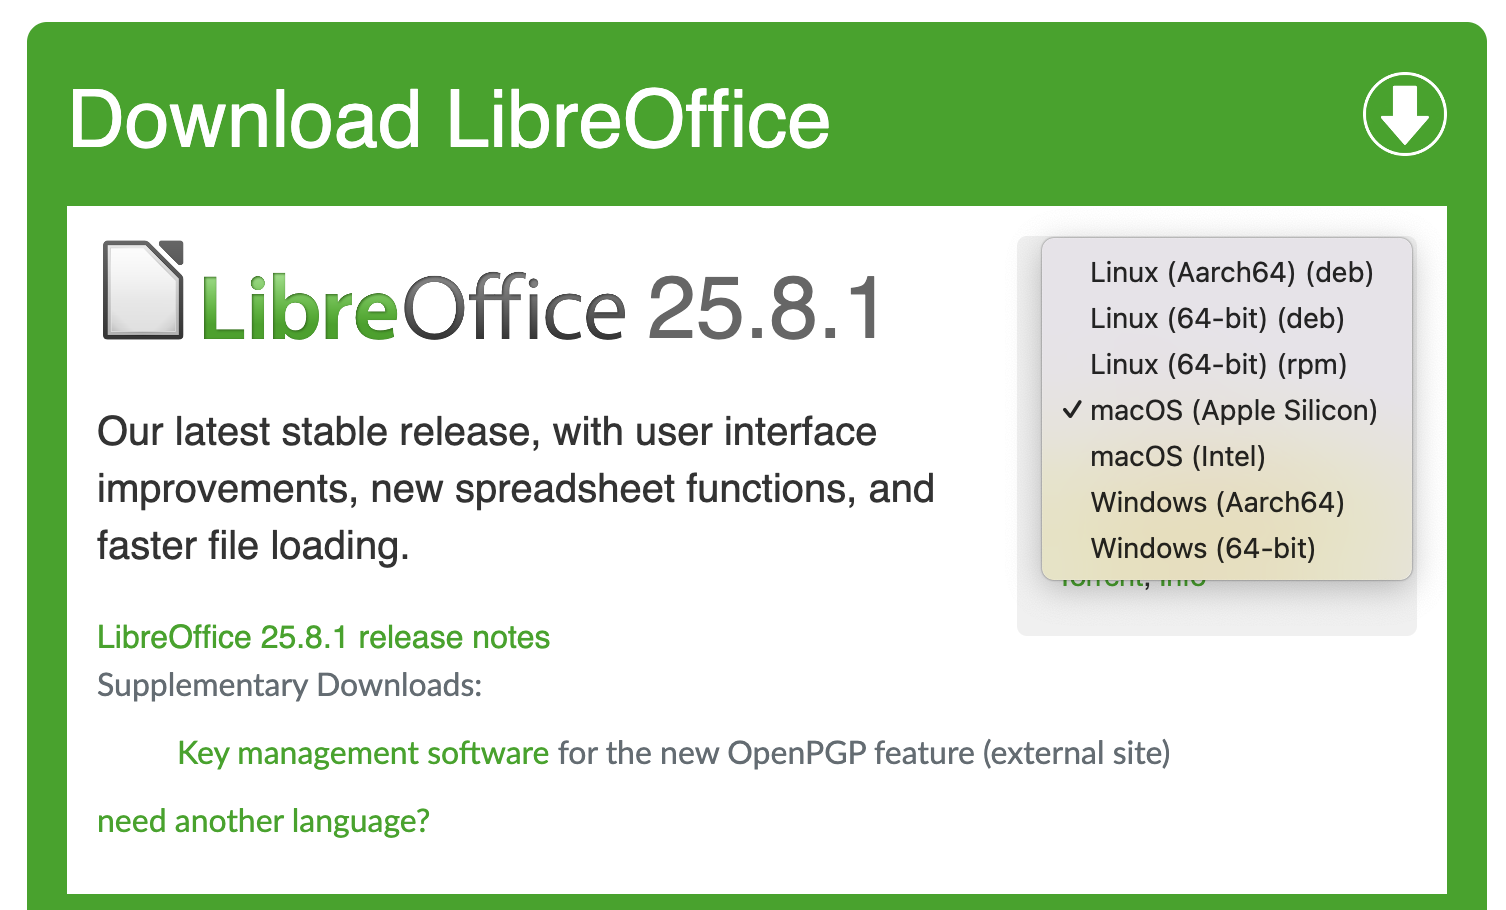 Download LibreOffice
LibreOffice 25.8.1
Our latest stable release, with user interface
improvements, new spreadsheet functions, and
faster file loading.
LibreOffice 25.8.1 release notes
Supplementary Downloads:
Key management software for the new OpenPGP feature (external site)
need another language?
Linux (Aarch64) (deb)
Linux (64-bit) (deb)
Linux (64-bit) (rpm)
✓ macOS (Apple Silicon)
macOS (Intel)
Windows (Aarch64)
Windows (64-bit)
Torrent, Info